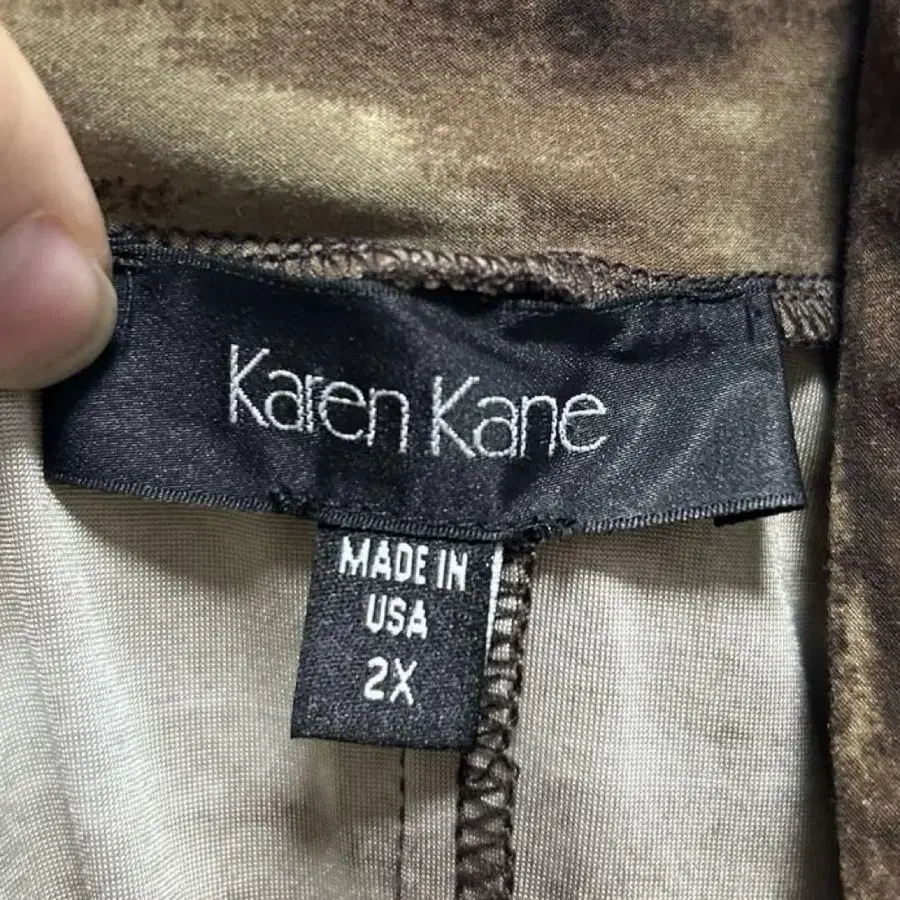 Karen Kane
MADE IN
USA
2X